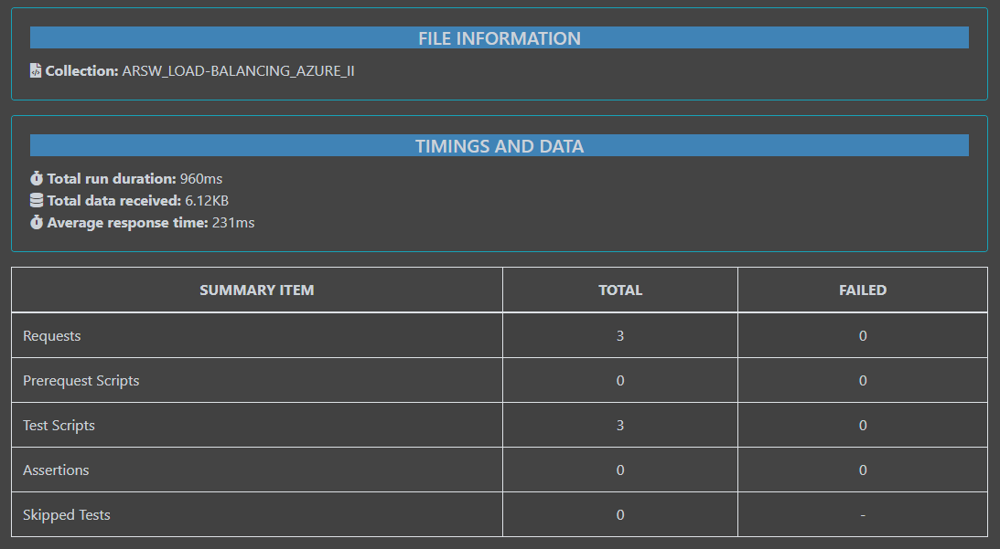 FILE INFORMATION
Collection: ARSW_LOAD-BALANCING_AZURE_II
TIMINGS AND DATA
Total run duration: 960ms
Total data received: 6.12KB
Average response time: 231ms
SUMMARY ITEM TOTAL FAILED
Requests 3 0
Prerequest Scripts 0 0
Test Scripts 3 0
Assertions 0 0
Skipped Tests 0 -